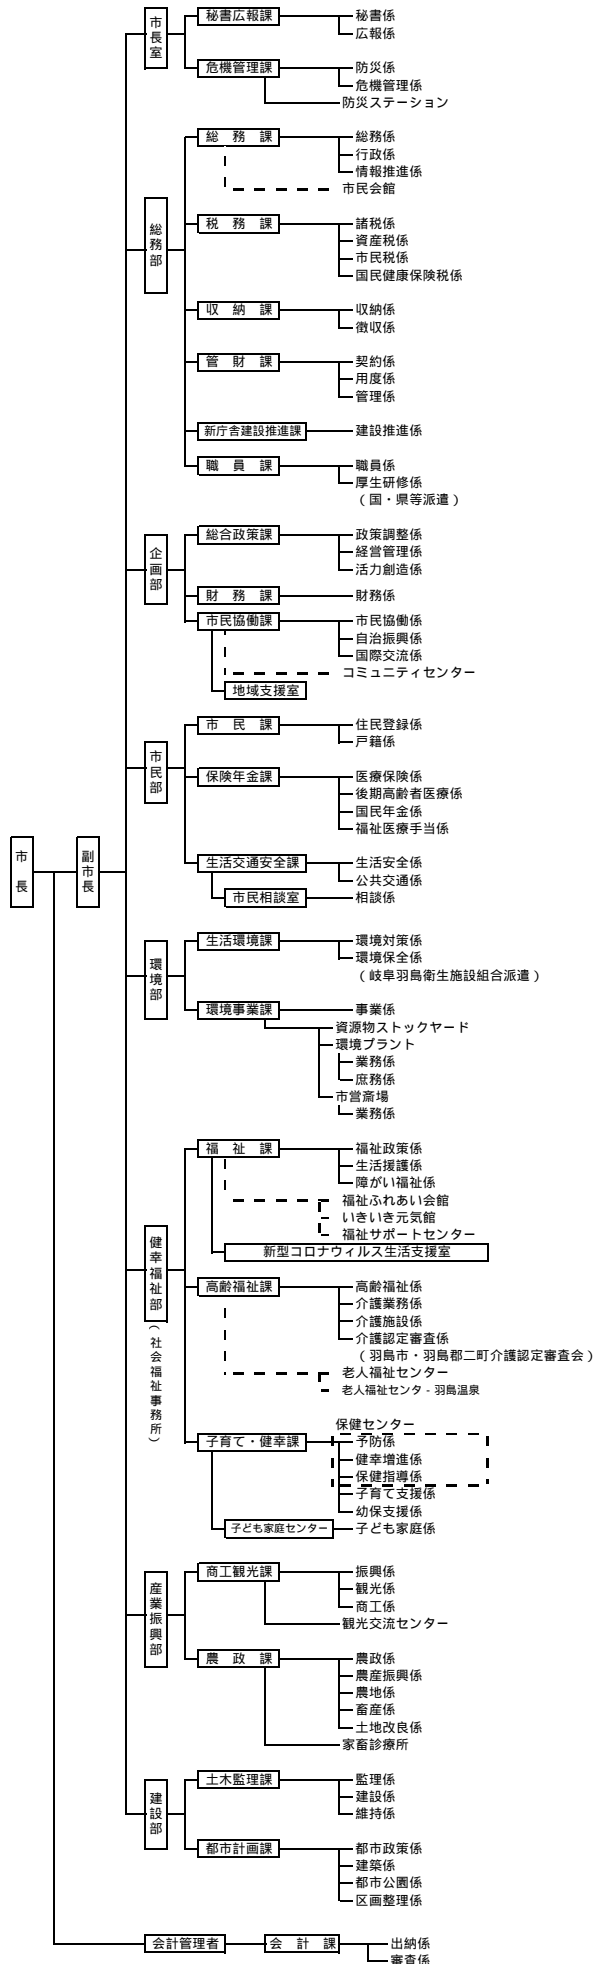 市長室
秘書広報課
秘書係
広報係
危機管理課
防災係
危機管理係
防災ステーション
総務部
総　務　課
総務係
行政係
情報推進係
市民会館
税　務　課
諸税係
資産税係
市民税係
国民健康保険税係
収　納　課
収納係
徴収係
管　財　課
契約係
用度係
管理係
新庁舎建設推進課
建設推進係
職　員　課
職員係
厚生研修係
（国・県等派遣）
企画部
総合政策課
政策調整係
経営管理係
活力創造係
財　務　課
財務係
市民協働課
市民協働係
自治振興係
国際交流係
コミュニティセンター
地域支援室
市民部
市　民　課
住民登録係
戸籍係
保険年金課
医療保険係
後期高齢者医療係
国民年金係
福祉医療手当係
市　長
副市長
生活交通安全課
生活安全係
公共交通係
市民相談室
相談係
環境部
生活環境課
環境対策係
環境保全係
（岐阜羽島衛生施設組合派遣）
環境事業課
事業係
資源物ストックヤード
環境プラント
業務係
庶務係
市営斎場
業務係
健幸福祉部
（社会福祉事務所）
福　祉　課
福祉政策係
生活援護係
障がい福祉係
福祉ふれあい会館
いきいき元気館
福祉サポートセンター
新型コロナウィルス生活支援室
高齢福祉課
高齢福祉係
介護業務係
介護施設係
介護認定審査係
（羽島市・羽島郡二町介護認定審査会）
老人福祉センター
老人福祉センタ - 羽島温泉
保健センター
子育て・健幸課
予防係
健幸増進係
保健指導係
子育て支援係
幼保支援係
子ども家庭センター
子ども家庭係
産業振興部
商工観光課
振興係
観光係
商工係
観光交流センター
農　政　課
農政係
農産振興係
農地係
畜産係
土地改良係
家畜診療所
建設部
土木監理課
監理係
建設係
維持係
都市計画課
都市政策係
建築係
都市公園係
区画整理係
会計管理者
会　計　課
出納係
審査係